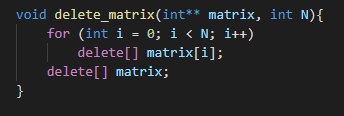 void delete_matrix(int** matrix, int N){
    for (int i = 0; i < N; i++)
        delete[] matrix[i];
    delete[] matrix;
}